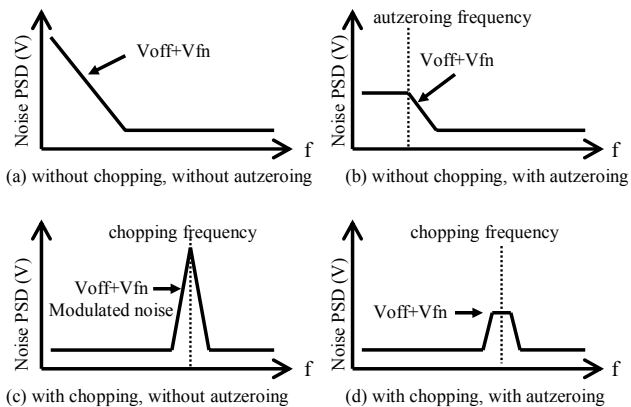 Noise PSD (V)
Voff+Vfn
f
(a) without chopping, without autzeroing
autzeroing frequency
Noise PSD (V)
Voff+Vfn
f
(b) without chopping, with autzeroing
chopping frequency
Noise PSD (V)
Voff+Vfn
Modulated noise
f
(c) with chopping, without autzeroing
chopping frequency
Noise PSD (V)
Voff+Vfn
f
(d) with chopping, with autzeroing